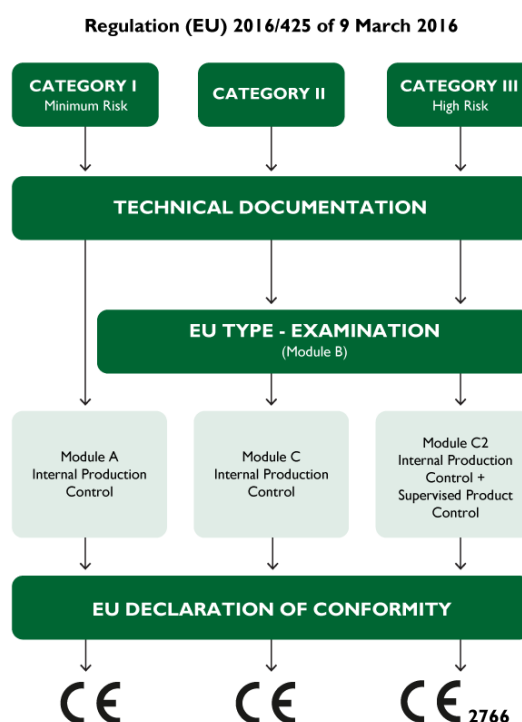 Regulation (EU) 2016/425 of 9 March 2016
CATEGORY I
Minimum Risk
CATEGORY II
CATEGORY III
High Risk
TECHNICAL DOCUMENTATION
EU TYPE - EXAMINATION
(Module B)
Module A
Internal Production
Control
Module C
Internal Production
Control
Module C2
Internal Production
Control +
Supervised Product
Control
EU DECLARATION OF CONFORMITY
CE
CE
CE 2766